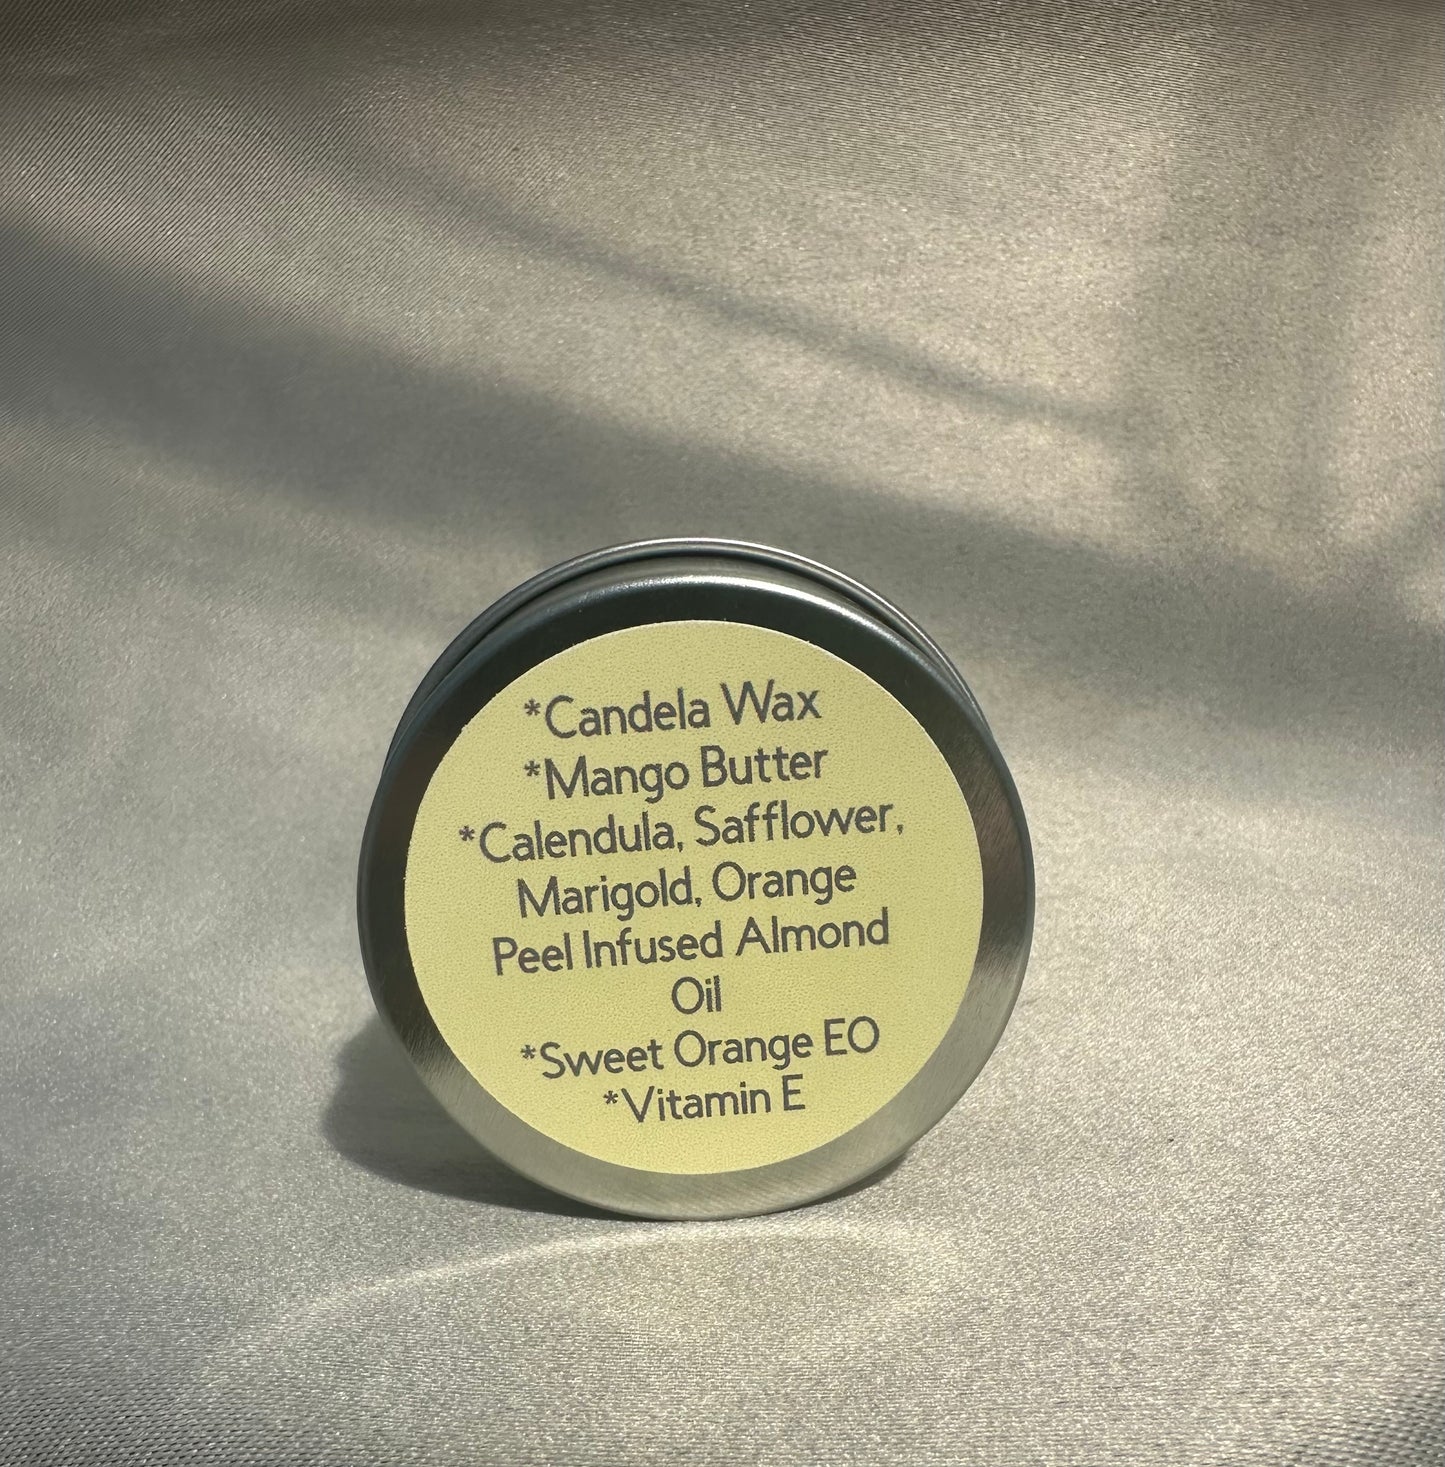 *Candela Wax
*Mango Butter
*Calendula, Safflower,
Marigold, Orange
Peel Infused Almond
Oil
*Sweet Orange EO
*Vitamin E